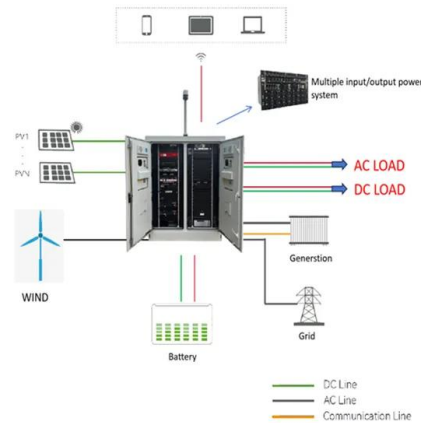 Multiple input/output power
system
PV1
PVN
AC LOAD
DC LOAD
WIND
Generstion
Battery
Grid
DC Line
AC Line
Communication Line